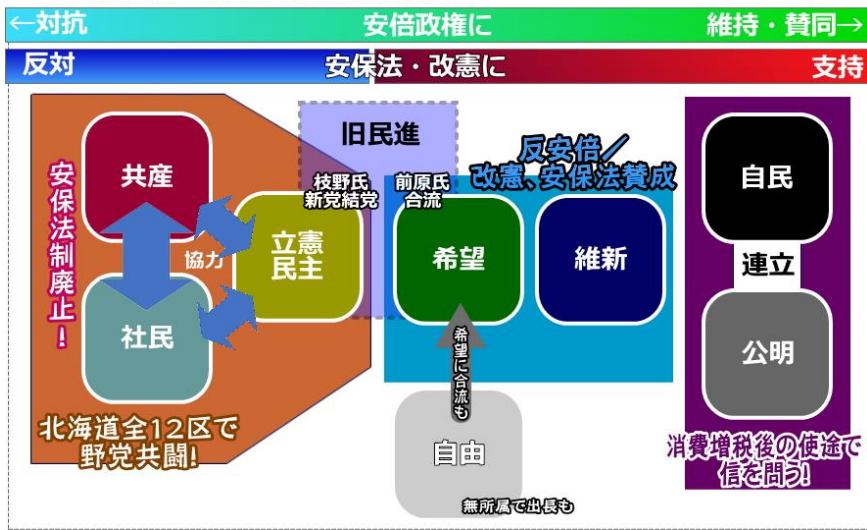 ←対抗 安倍政権に 維持・賛同→
反対 安保法・改憲に 支持
旧民進
枝野氏
新党結党
前原氏
合流
反安倍／
改憲、安保法賛成
安保法制廃止！
共産
協力
立憲
民主
社民
北海道全12区で
野党共闘!
希望
維新
希望に合流も
自由
無所属で出長も
自民
連立
公明
消費増税後の使途で
信を問う!